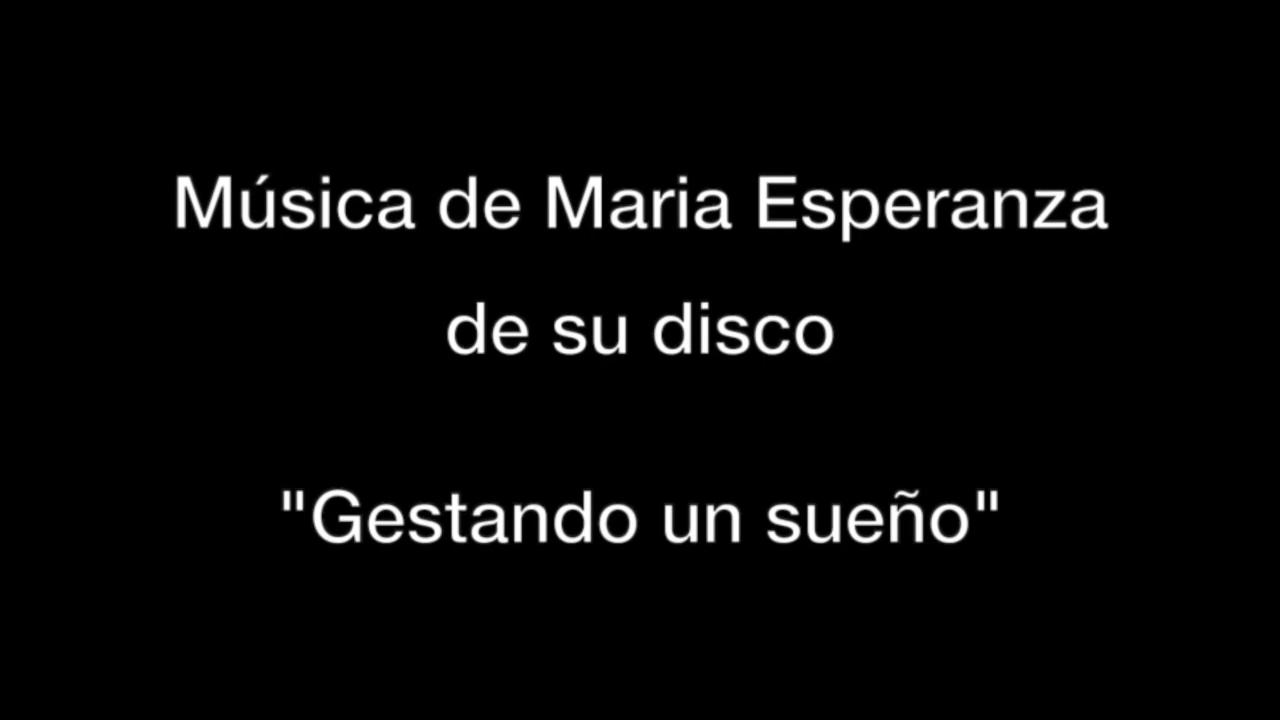 Música de Maria Esperanza
de su disco
"Gestando un sueño"